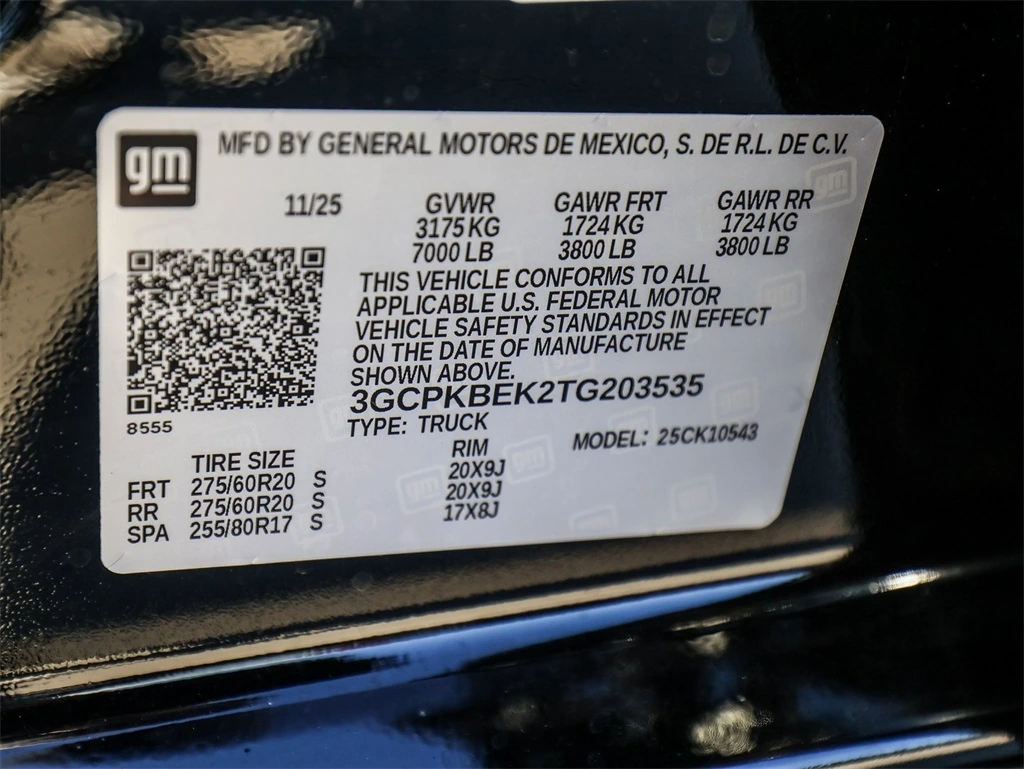 gm MFD BY GENERAL MOTORS DE MEXICO, S. DE R.L. DE C.V.
11/25 GVWR GAWR FRT GAWR RR
3175 KG 1724 KG 1724 KG
7000 LB 3800 LB 3800 LB
THIS VEHICLE CONFORMS TO ALL
APPLICABLE U.S. FEDERAL MOTOR
VEHICLE SAFETY STANDARDS IN EFFECT
ON THE DATE OF MANUFACTURE
SHOWN ABOVE.
3GCPKBEK2TG203535
8555
TYPE: TRUCK MODEL: 25CK10543
TIRE SIZE RIM
FRT 275/60R20 S 20X9J
RR 275/60R20 S 20X9J
SPA 255/80R17 S 17X8J